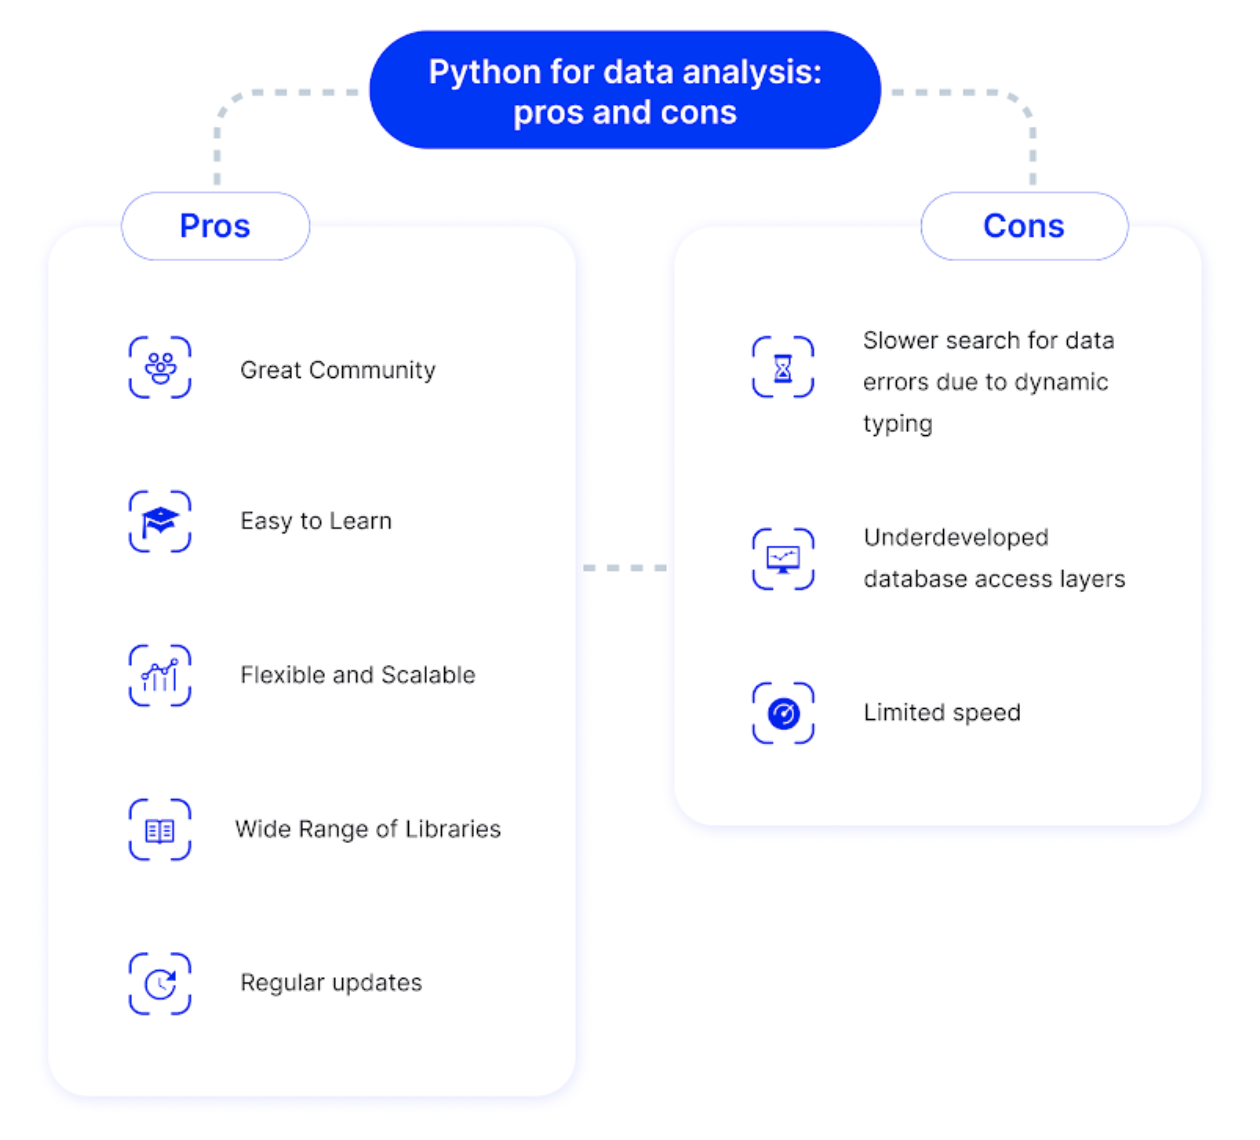 Python for data analysis:
pros and cons
Pros
Great Community
Easy to Learn
Flexible and Scalable
Wide Range of Libraries
Regular updates
Cons
Slower search for data
errors due to dynamic
typing
Underdeveloped
database access layers
Limited speed